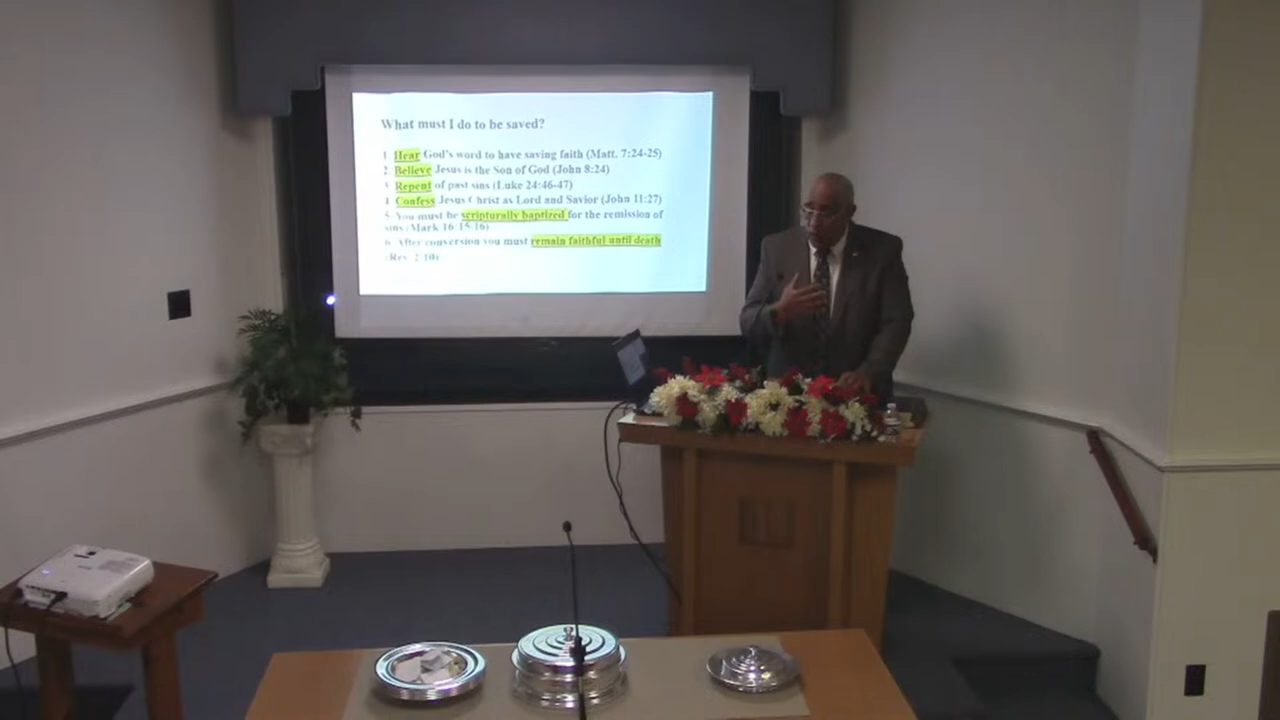 What must I do to be saved?
1. Hear God's word to have saving faith (Matt. 7:24-25)
2. Believe Jesus is the Son of God (John 8:24)
3. Repent of past sins (Luke 24:46-47)
4. Confess Jesus Christ as Lord and Savior (John 11:27)
5. You must be scripturally baptized for the remission of
sins (Mark 16:15-16)
6. After conversion you must remain faithful until death
(Rev. 2:10)